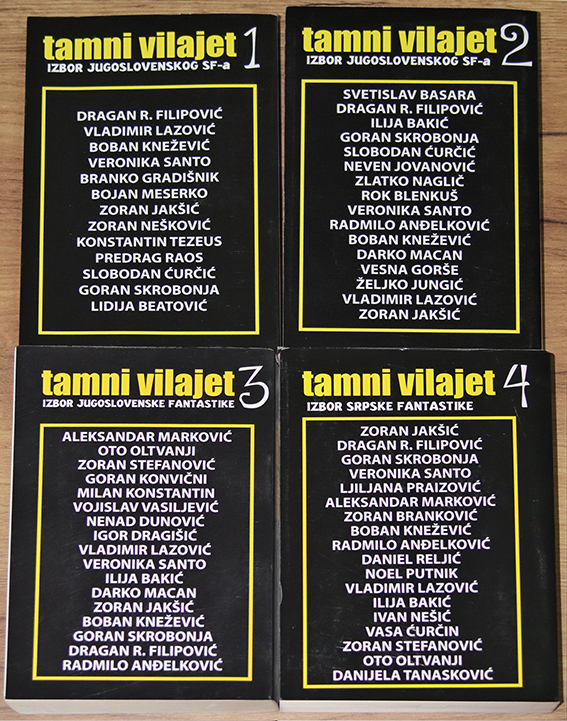 tamni vilajet 1
IZBOR JUGOSLOVENSKOG SF-a
DRAGAN R. FILIPOVIĆ
VLADIMIR LAZOVIĆ
BOBAN KNEŽEVIĆ
VERONIKA SANTO
BRANKO GRADIŠNIK
BOJAN MESERKO
ZORAN JAKŠIĆ
ZORAN NEŠKOVIĆ
KONSTANTIN TEZEUS
PREDRAG RAOS
SLOBODAN ĆURČIĆ
GORAN SKROBONJA
LIDIJA BEATOVIĆ
tamni vilajet 2
IZBOR JUGOSLOVENSKOG SF-a
SVETISLAV BASARA
DRAGAN R. FILIPOVIĆ
ILIJA BAKIĆ
GORAN SKROBONJA
SLOBODAN ĆURČIĆ
NEVEN JOVANOVIĆ
ZLATKO NAGLIČ
ROK BLENKUŠ
VERONIKA SANTO
RADMILO ANĐELKOVIĆ
BOBAN KNEŽEVIĆ
DARKO MACAN
VESNA GORŠE
ŽELJKO JUNGIĆ
VLADIMIR LAZOVIĆ
ZORAN JAKŠIĆ
tamni vilajet 3
IZBOR JUGOSLOVENSKE FANTASTIKE
ALEKSANDAR MARKOVIĆ
OTO OLTVANJI
ZORAN STEFANOVIĆ
GORAN KONVIČNI
MILAN KONSTANTIN
VOJISLAV VASILJEVIĆ
NENAD DUNOVIĆ
IGOR DRAGIŠIĆ
VLADIMIR LAZOVIĆ
VERONIKA SANTO
ILIJA BAKIĆ
DARKO MACAN
ZORAN JAKŠIĆ
BOBAN KNEŽEVIĆ
GORAN SKROBONJA
DRAGAN R. FILIPOVIĆ
RADMILO ANĐELKOVIĆ
tamni vilajet 4
IZBOR SRPSKE FANTASTIKE
ZORAN JAKŠIĆ
DRAGAN R. FILIPOVIĆ
GORAN SKROBONJA
VERONIKA SANTO
LJILJANA PRAIZOVIĆ
ALEKSANDAR MARKOVIĆ
ZORAN BRANKOVIĆ
BOBAN KNEŽEVIĆ
RADMILO ANĐELKOVIĆ
DANIEL RELJIĆ
NOEL PUTNIK
VLADIMIR LAZOVIĆ
ILIJA BAKIĆ
IVAN NEŠIĆ
VASA ĆURČIN
ZORAN STEFANOVIĆ
OTO OLTVANJI
DANIJELA TANASKOVIĆ